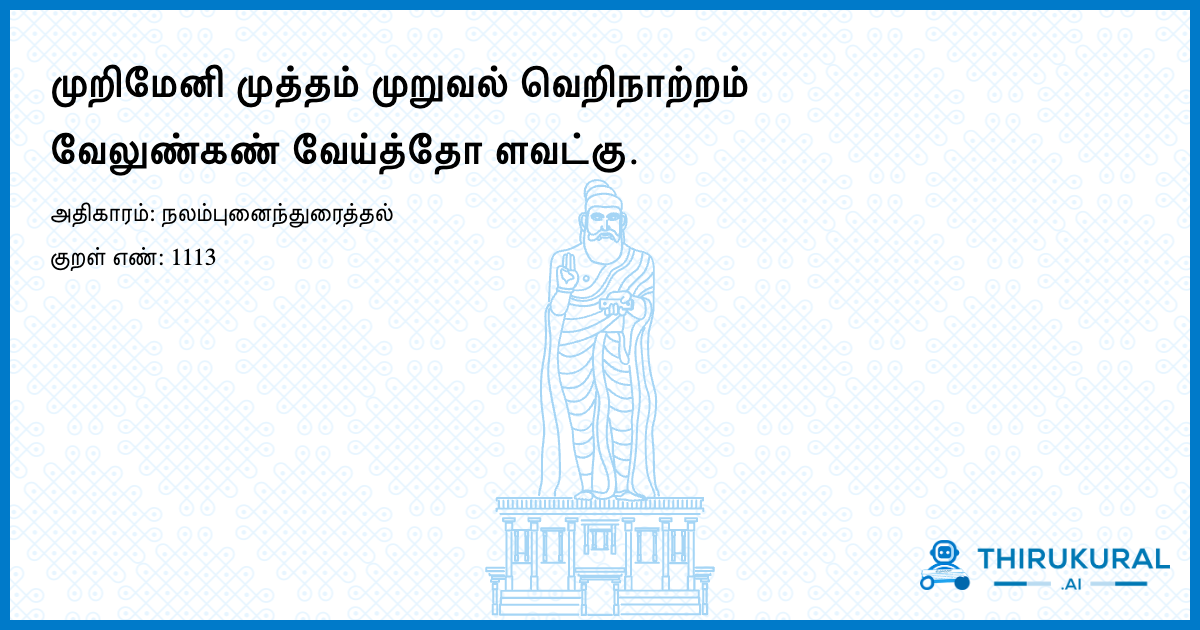 முறிமேனி முத்தம் முறுவல் வெறிநாற்றம்
வேலுண்கண் வேய்த்தோ ளவட்கு.
அதிகாரம்: நலம்புனைந்துரைத்தல்
குறள் எண்: 1113
THIRUKURAL
.AI